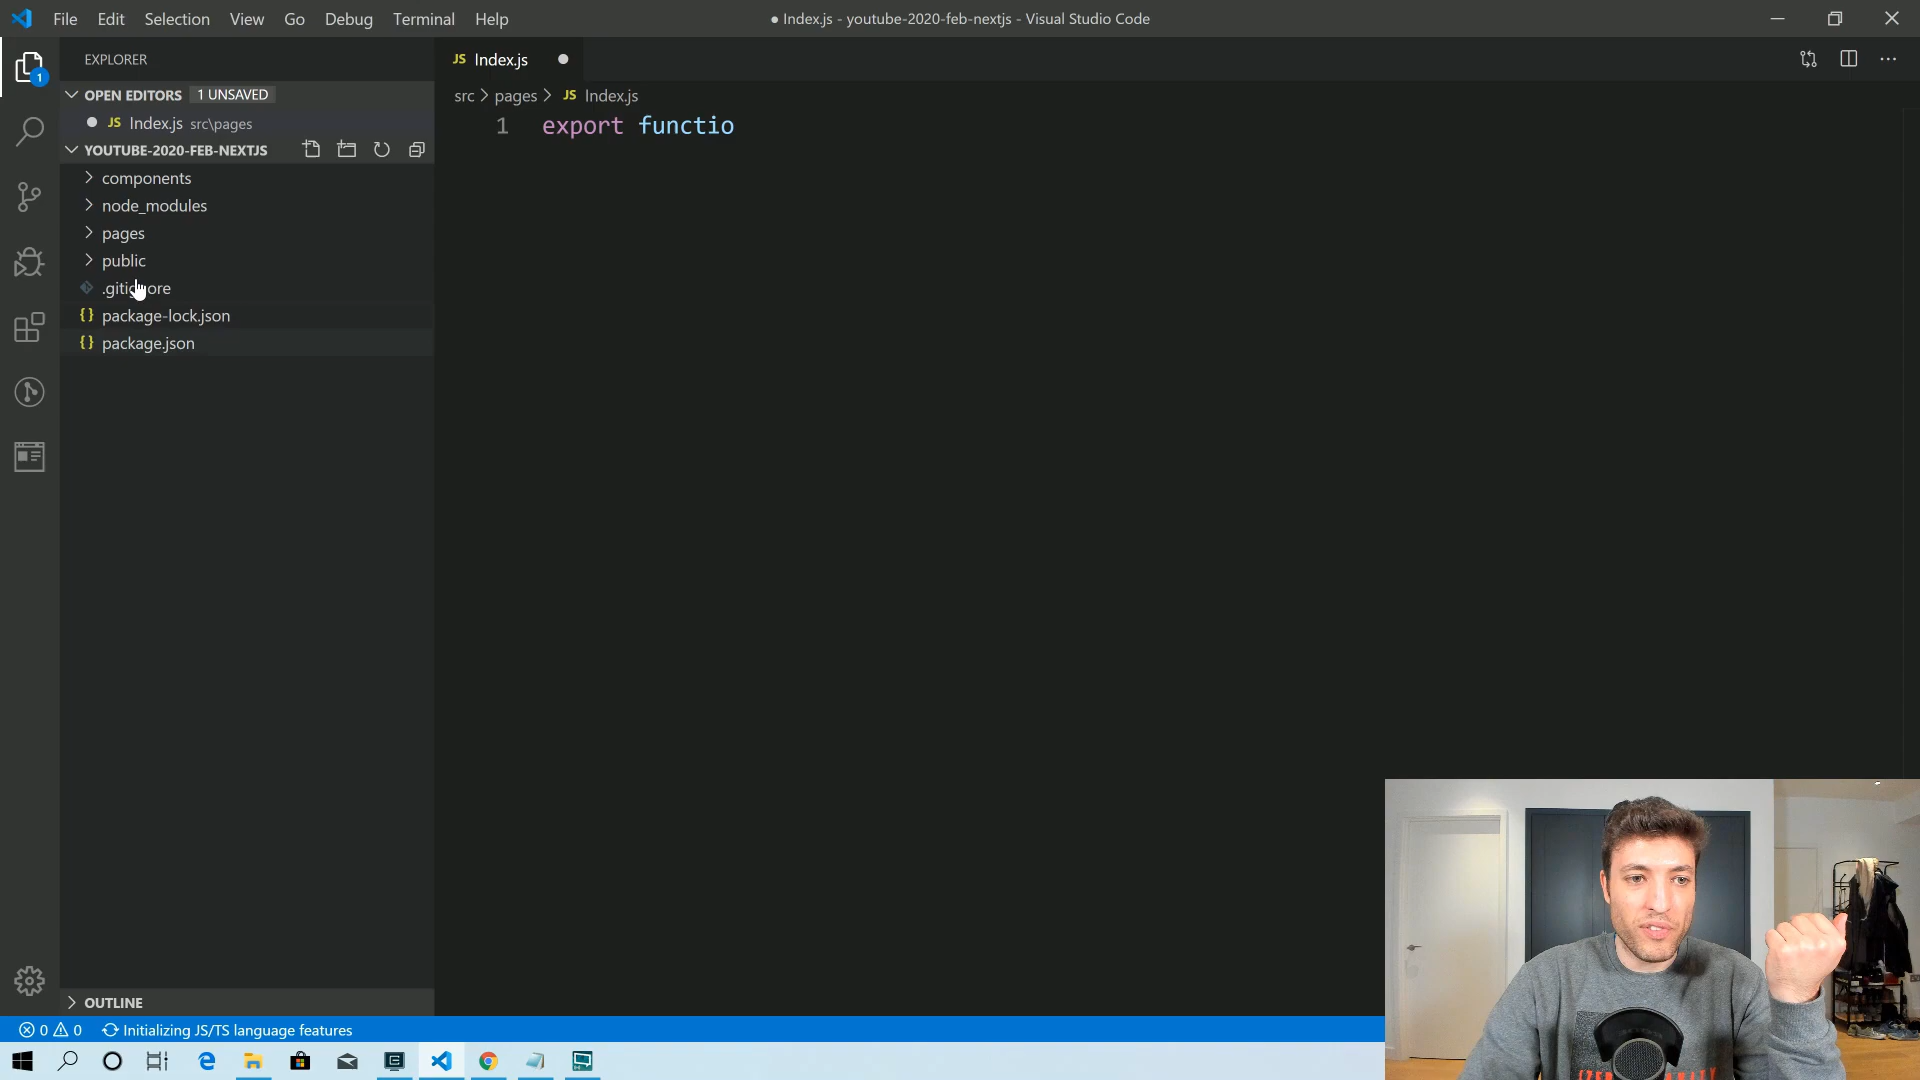 File Edit Selection View Go Debug Terminal Help
● Index.js - youtube-2020-feb-nextjs - Visual Studio Code
EXPLORER
OPEN EDITORS 1 UNSAVED
JS Index.js src\pages
YOUTUBE-2020-FEB-NEXTJS
components
node_modules
pages
public
.gitignore
{} package-lock.json
{} package.json
OUTLINE
JS Index.js
src > pages > JS Index.js
1 export functio
1
0 0 Initializing JS/TS language features